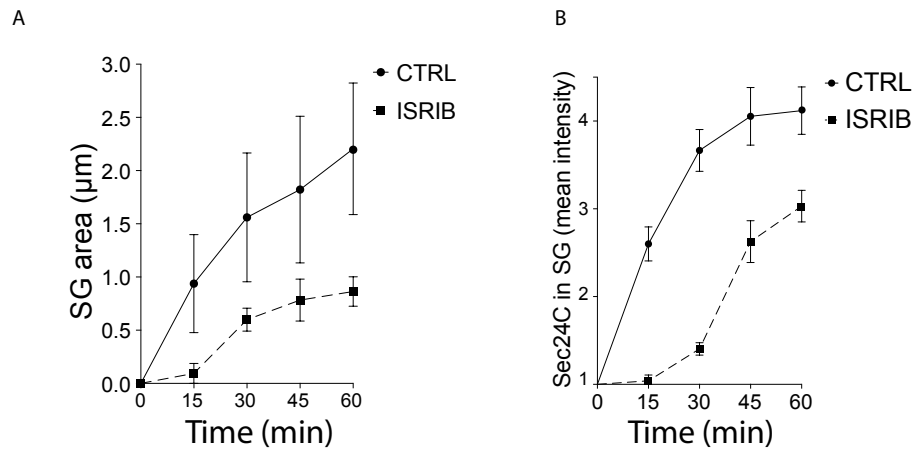 A
B
SG area (μm)
3.0
2.5
2.0
1.5
1.0
0.5
0.0
0 15 30 45 60
Time (min)
CTRL
ISRIB
Sec24C in SG (mean intensity)
4
3
2
1
0 15 30 45 60
Time (min)
CTRL
ISRIB